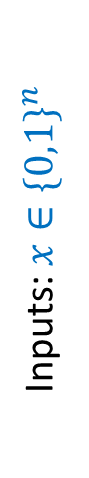 Inputs: x ∈ {0,1}ⁿ